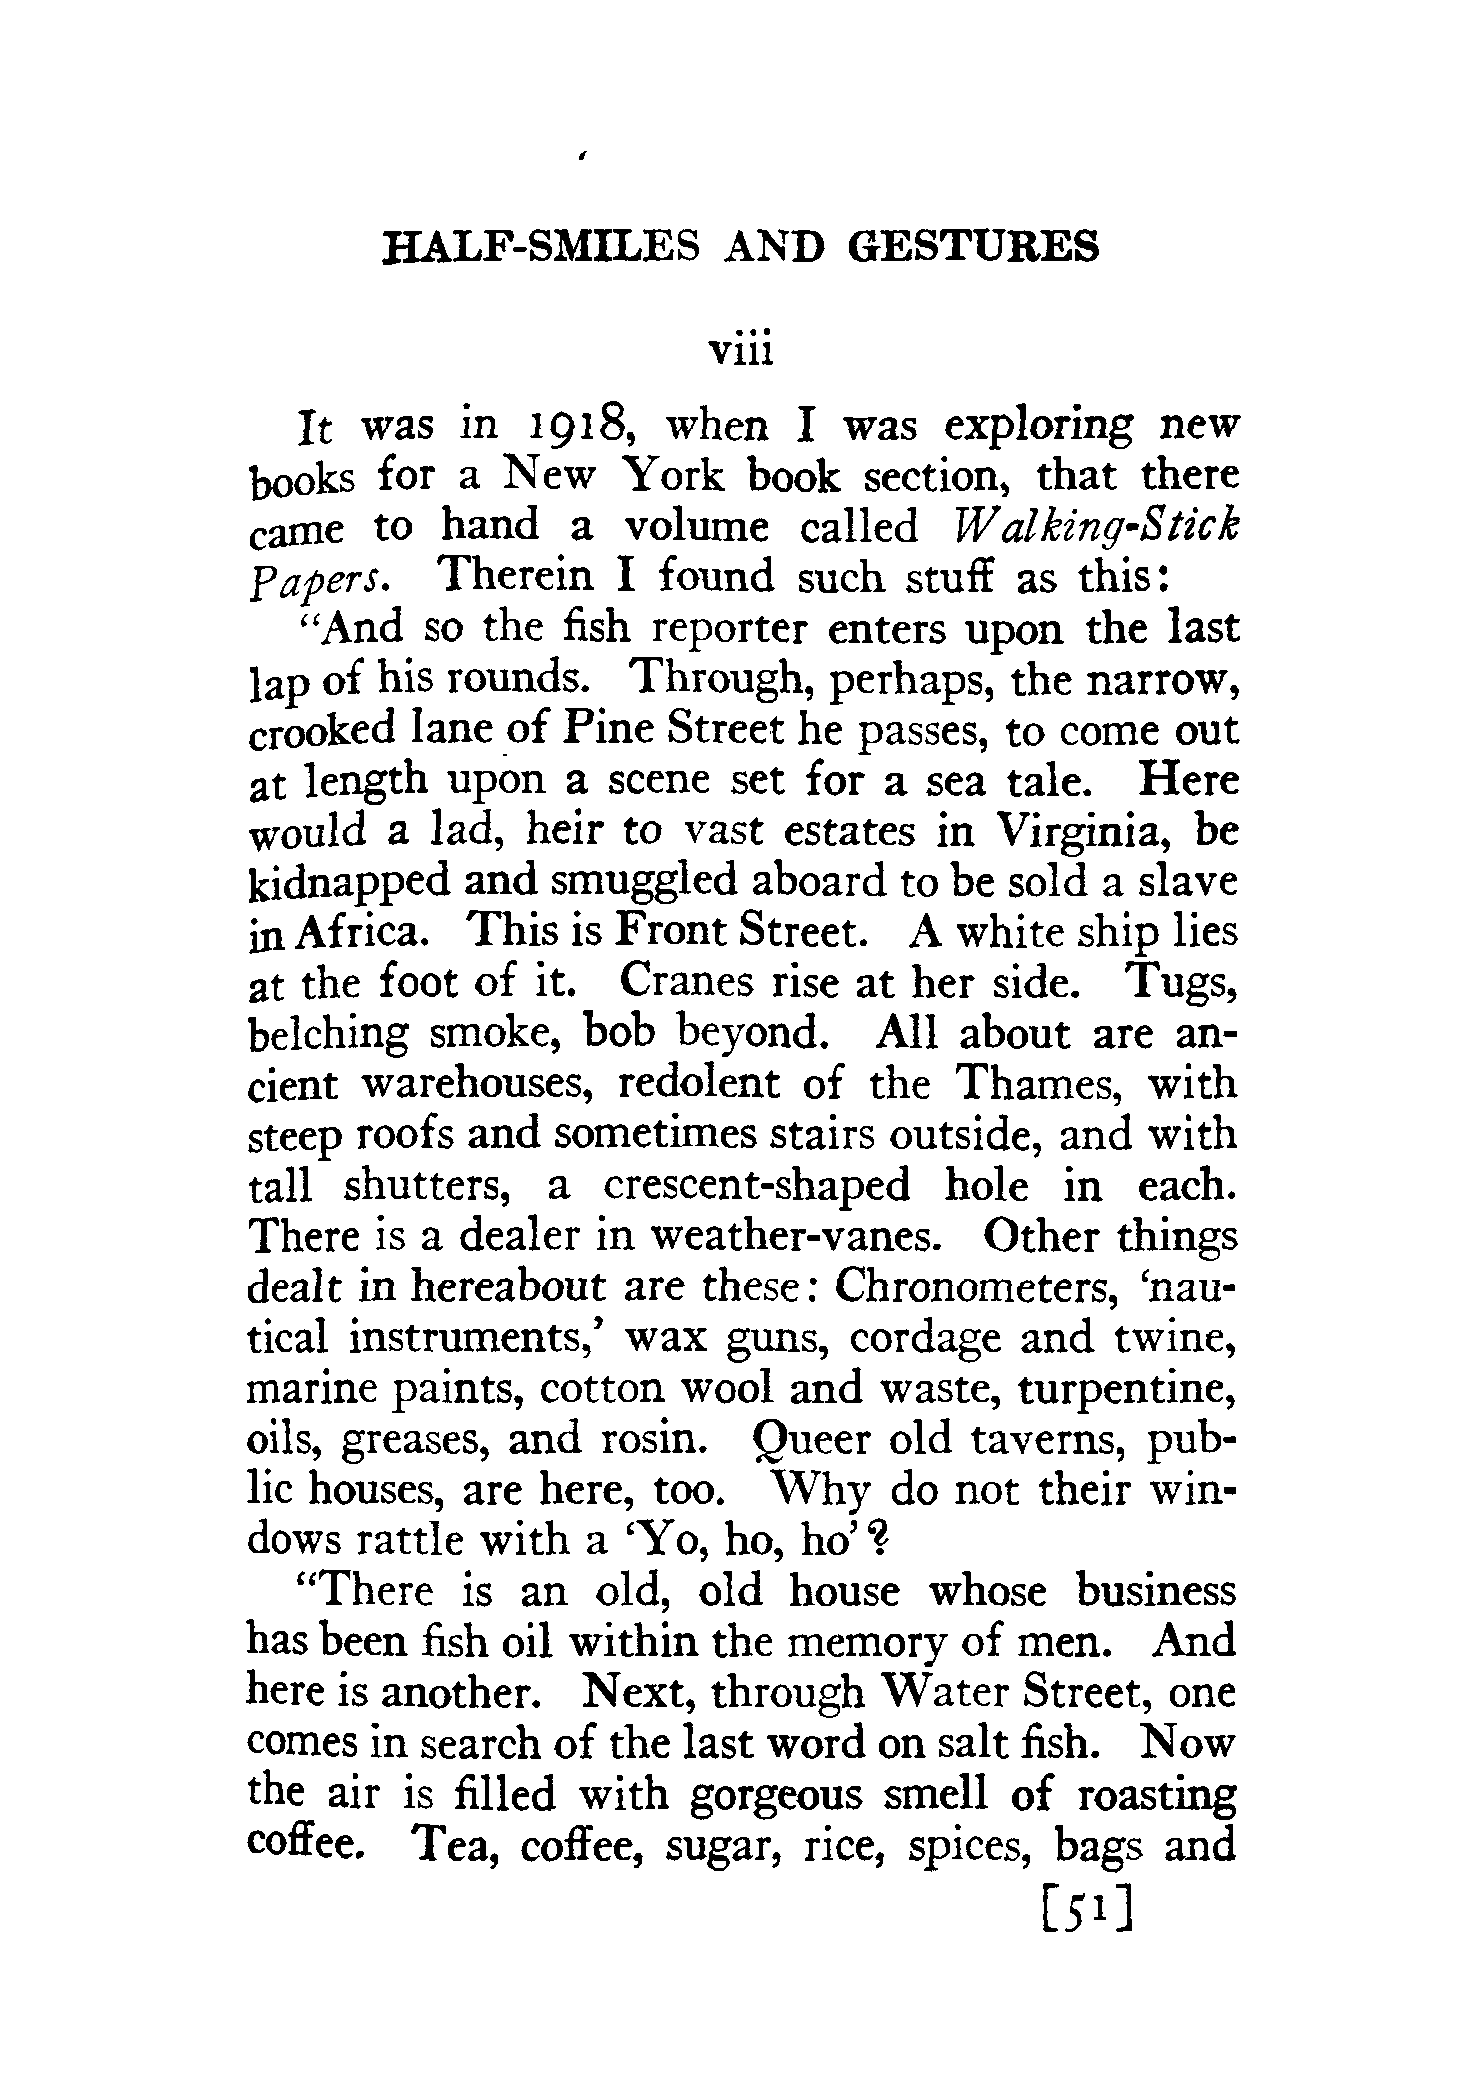 HALF-SMILES AND GESTURES
viii
It was in 1918, when I was exploring new
books for a New York book section, that there
came to hand a volume called Walking-Stick
Papers. Therein I found such stuff as this:
"And so the fish reporter enters upon the last
lap of his rounds. Through, perhaps, the narrow,
crooked lane of Pine Street he passes, to come out
at length upon a scene set for a sea tale. Here
would a lad, heir to vast estates in Virginia, be
kidnapped and smuggled aboard to be sold a slave
in Africa. This is Front Street. A white ship lies
at the foot of it. Cranes rise at her side. Tugs,
belching smoke, bob beyond. All about are an-
cient warehouses, redolent of the Thames, with
steep roofs and sometimes stairs outside, and with
tall shutters, a crescent-shaped hole in each.
There is a dealer in weather-vanes. Other things
dealt in hereabout are these: Chronometers, 'nau-
tical instruments,' wax guns, cordage and twine,
marine paints, cotton wool and waste, turpentine,
oils, greases, and rosin. Queer old taverns, pub-
lic houses, are here, too. Why do not their win-
dows rattle with a 'Yo, ho, ho'?
"There is an old, old house whose business
has been fish oil within the memory of men. And
here is another. Next, through Water Street, one
comes in search of the last word on salt fish. Now
the air is filled with gorgeous smell of roasting
coffee. Tea, coffee, sugar, rice, spices, bags and
[51]